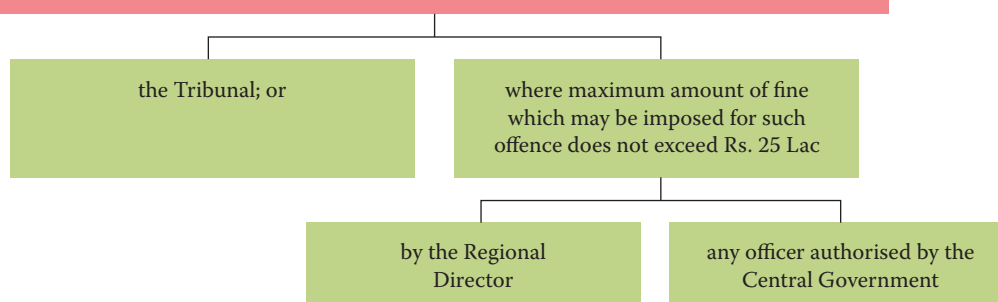 the Tribunal; or
where maximum amount of fine
which may be imposed for such
offence does not exceed Rs. 25 Lac
by the Regional
Director
any officer authorised by the
Central Government